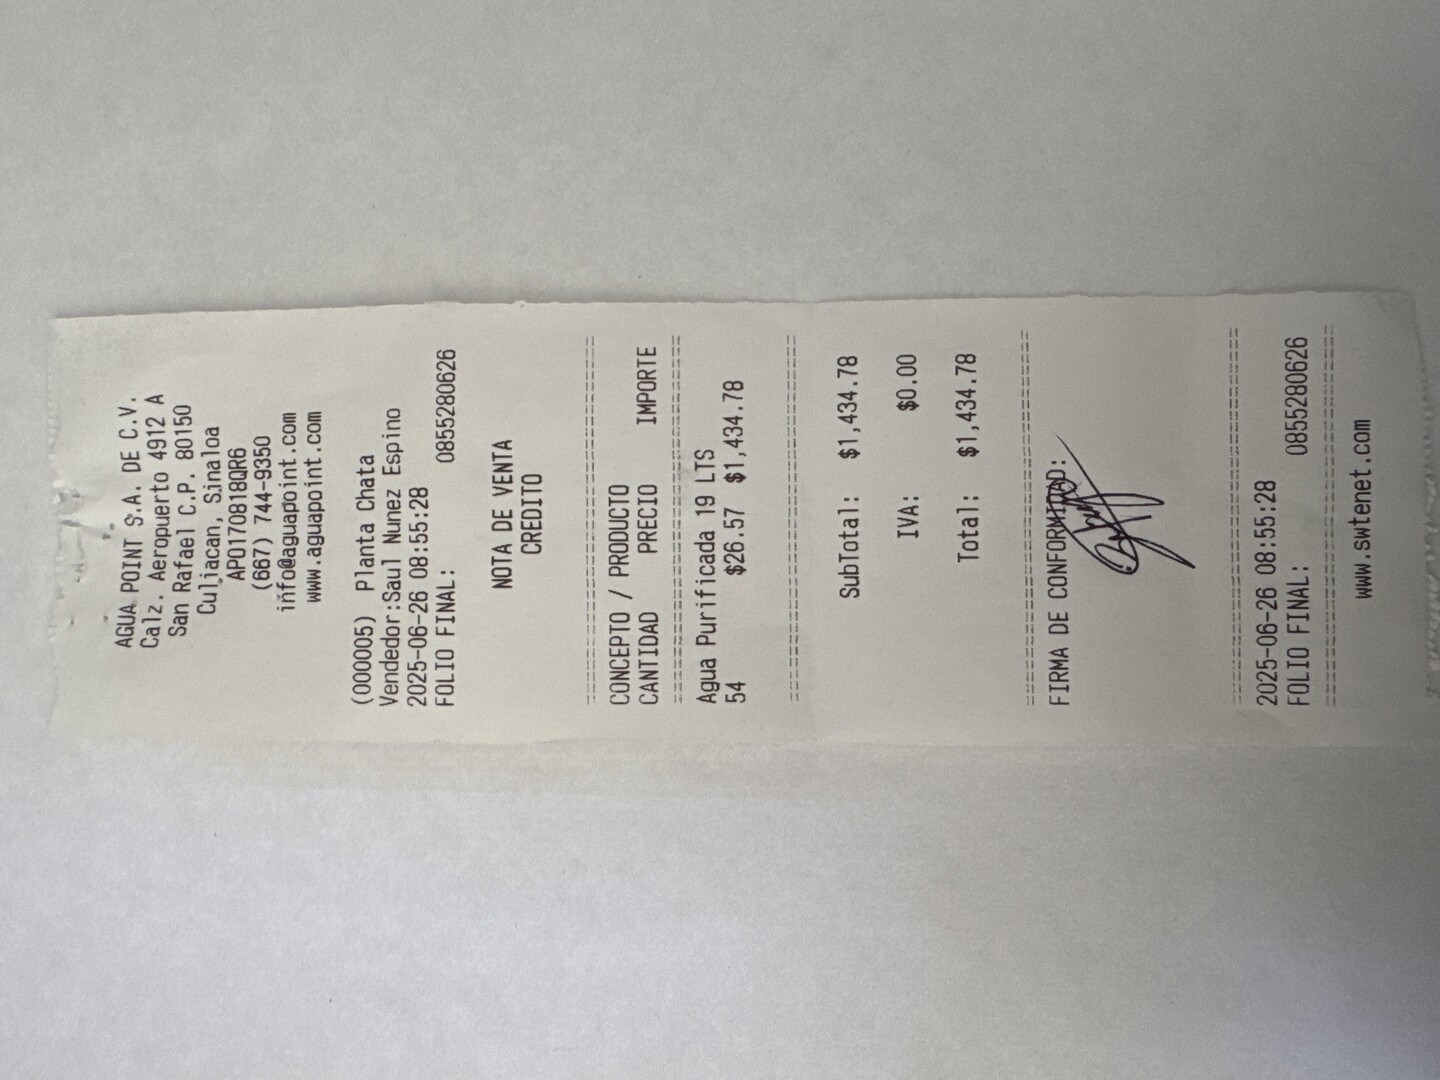 AGUA POINT S.A. DE C.V.
Calz. Aeropuerto 4912 A
San Rafael C.P. 80150
Culiacan, Sinaloa
APO170818QR6
(667) 744-9350
info@aguapoint.com
www.aguapoint.com
(000005) Planta Chata
Vendedor:Saul Nunez Espino
2025-06-26 08:55:28
FOLIO FINAL: 0855280626
NOTA DE VENTA
CREDITO
CONCEPTO / PRODUCTO
CANTIDAD PRECIO IMPORTE
Agua Purificada 19 LTS
54 $26.57 $1,434.78
SubTotal: $1,434.78
IVA: $0.00
Total: $1,434.78
FIRMA DE CONFORMIDAD:
2025-06-26 08:55:28
FOLIO FINAL: 0855280626
www.swtenet.com